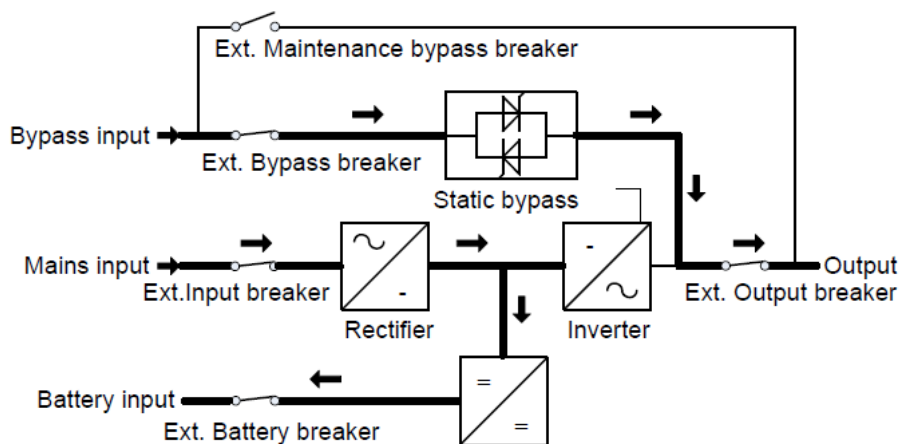 Ext. Maintenance bypass breaker
Bypass input
Ext. Bypass breaker
Static bypass
Mains input
Ext.Input breaker
Rectifier
Inverter
Output
Ext. Output breaker
Battery input
Ext. Battery breaker